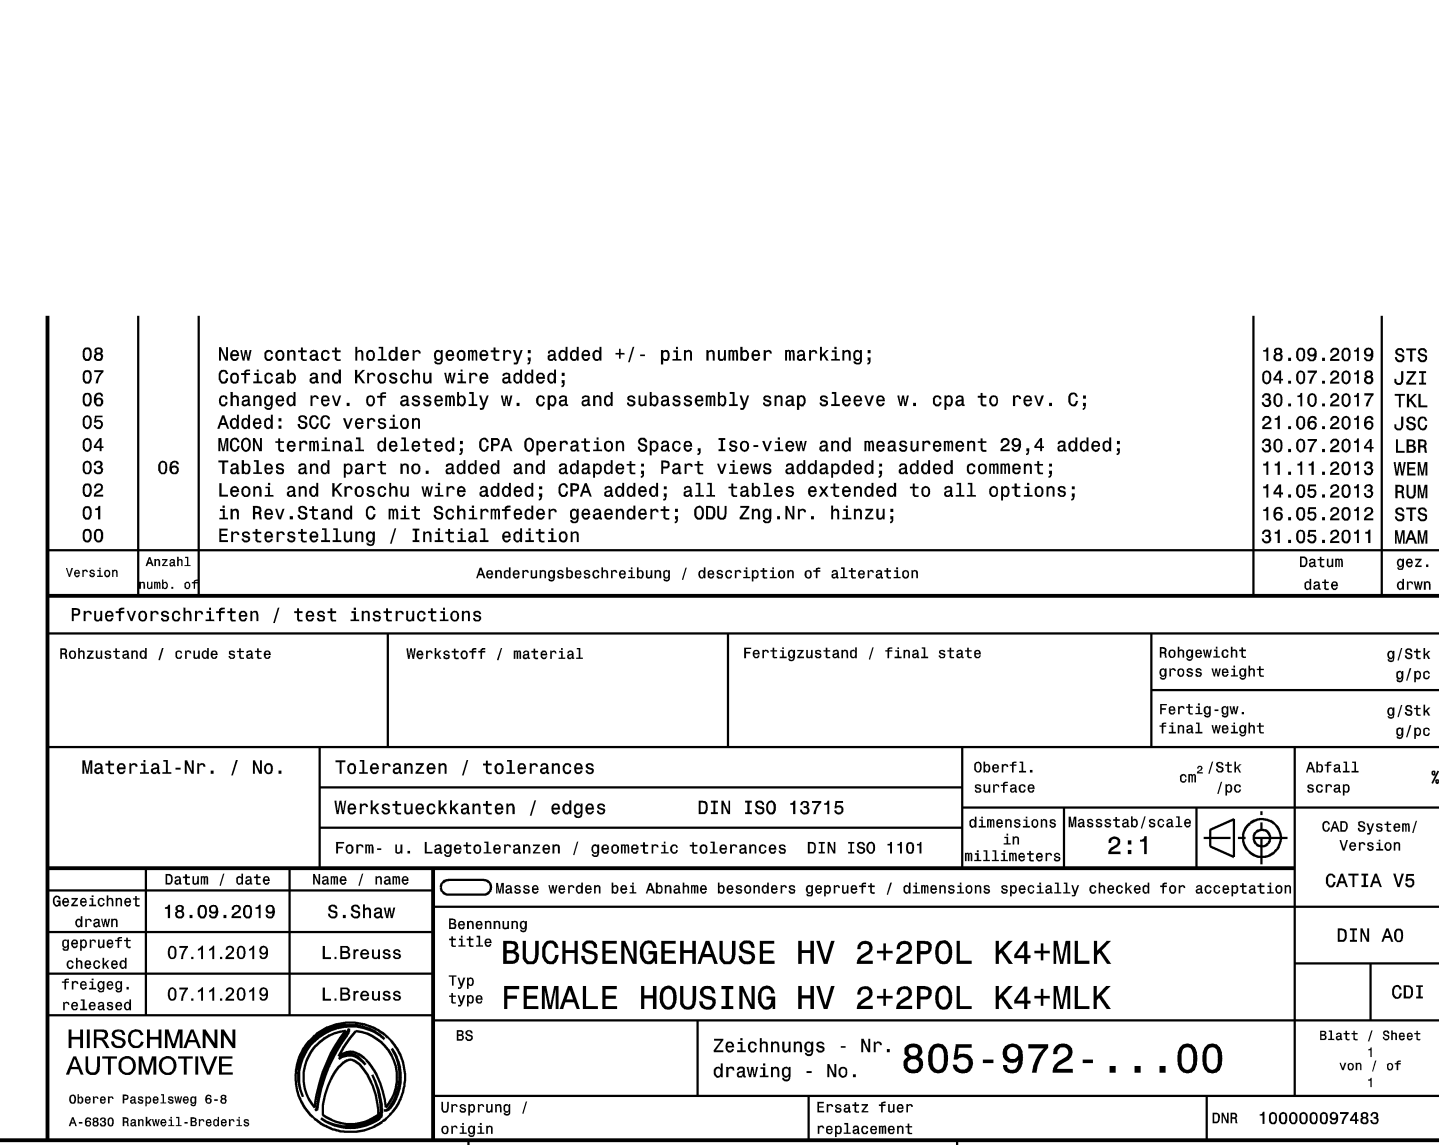 08 New contact holder geometry; added +/- pin number marking; 18.09.2019 STS
07 Coficab and Kroschu wire added; 04.07.2018 JZI
06 changed rev. of assembly w. cpa and subassembly snap sleeve w. cpa to rev. C; 30.10.2017 TKL
05 Added: SCC version 21.06.2016 JSC
04 MCON terminal deleted; CPA Operation Space, Iso-view and measurement 29,4 added; 30.07.2014 LBR
03 06 Tables and part no. added and adapdet; Part views addapded; added comment; 11.11.2013 WEM
02 Leoni and Kroschu wire added; CPA added; all tables extended to all options; 14.05.2013 RUM
01 in Rev.Stand C mit Schirmfeder geaendert; ODU Zng.Nr. hinzu; 16.05.2012 STS
00 Ersterstellung / Initial edition 31.05.2011 MAM
Version
Anzahl
numb. of
Aenderungsbeschreibung / description of alteration
Datum
date
gez.
drwn
Pruefvorschriften / test instructions
Rohzustand / crude state
Werkstoff / material
Fertigzustand / final state
Rohgewicht g/Stk
gross weight g/pc
Fertig-gw. g/Stk
final weight g/pc
Material-Nr. / No.
Toleranzen / tolerances
Werkstueckkanten / edges DIN ISO 13715
Form- u. Lagetoleranzen / geometric tolerances DIN ISO 1101
Oberfl. cm2/Stk
surface /pc
Abfall
scrap %
dimensions
in
millimeters
Massstab/scale
2:1
CAD System/
Version
CATIA V5
Datum / date Name / name
Gezeichnet
drawn
18.09.2019 S.Shaw
geprueft
checked
07.11.2019 L.Breuss
freigeg.
released
07.11.2019 L.Breuss
Masse werden bei Abnahme besonders geprueft / dimensions specially checked for acceptation
Benennung
title BUCHSENGEHAUSE HV 2+2POL K4+MLK
Typ
type FEMALE HOUSING HV 2+2POL K4+MLK
DIN A0
CDI
HIRSCHMANN
AUTOMOTIVE
Oberer Paspelsweg 6-8
A-6830 Rankweil-Brederis
BS
Zeichnungs - Nr.
drawing - No.
805-972-...00
Blatt / Sheet
1
von / of
1
Ursprung /
origin
Ersatz fuer
replacement
DNR 100000097483